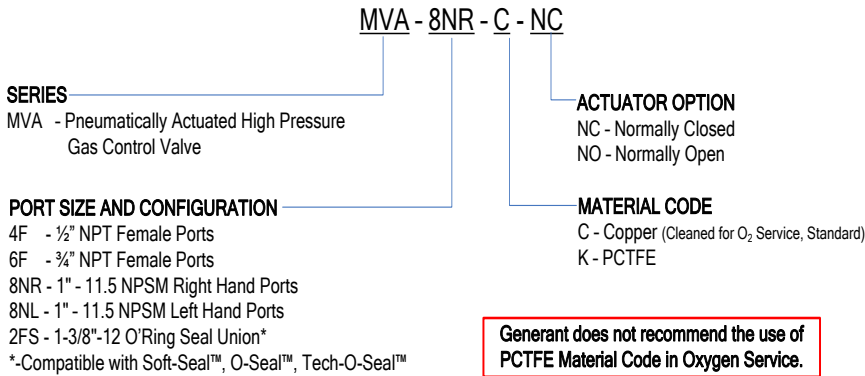 MVA - 8NR - C - NC
SERIES
MVA - Pneumatically Actuated High Pressure
Gas Control Valve
PORT SIZE AND CONFIGURATION
4F - ½" NPT Female Ports
6F - ¾" NPT Female Ports
8NR - 1" - 11.5 NPSM Right Hand Ports
8NL - 1" - 11.5 NPSM Left Hand Ports
2FS - 1-3/8"-12 O'Ring Seal Union*
*-Compatible with Soft-Seal™, O-Seal™, Tech-O-Seal™
ACTUATOR OPTION
NC - Normally Closed
NO - Normally Open
MATERIAL CODE
C - Copper (Cleaned for O₂ Service, Standard)
K - PCTFE
Generant does not recommend the use of
PCTFE Material Code in Oxygen Service.